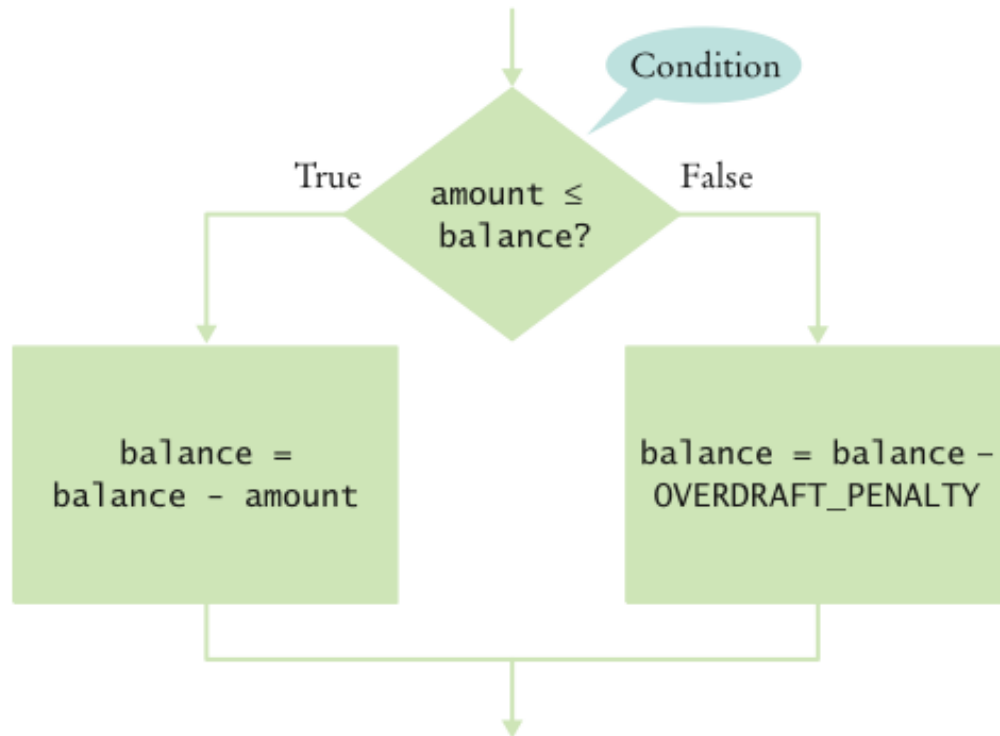 Condition
True
False
amount ≤
balance?
balance =
balance - amount
balance = balance –
OVERDRAFT_PENALTY